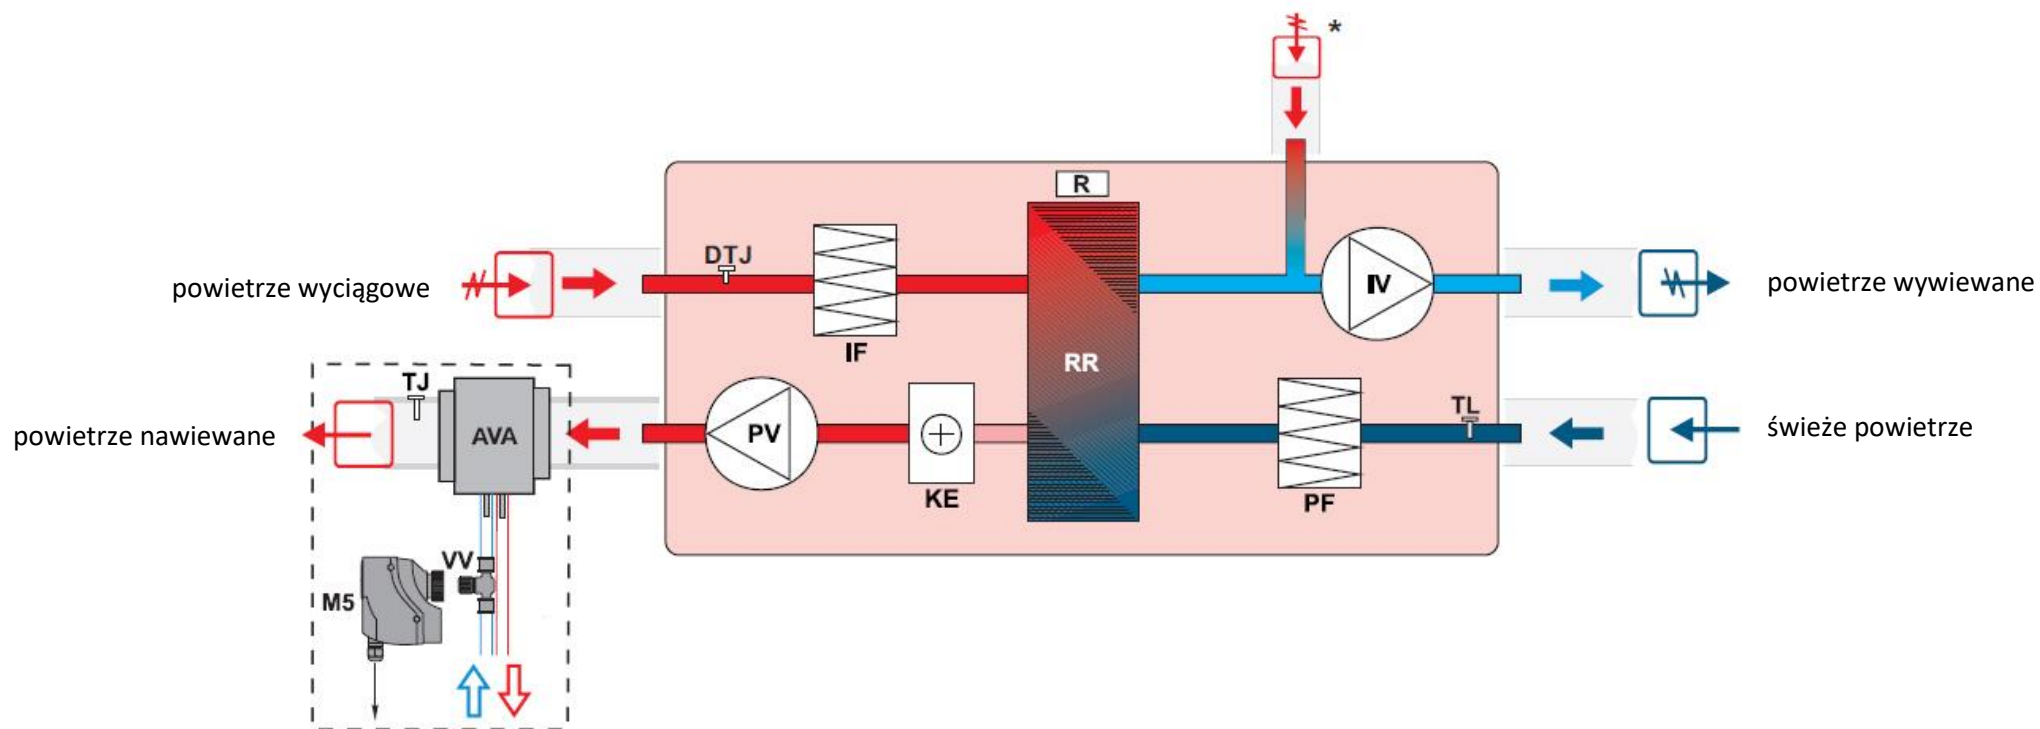 *
R
DTJ
powietrze wyciągowe
IV
powietrze wywiewane
IF
RR
TJ
TL
powietrze nawiewane
AVA
PV
świeże powietrze
KE
PF
VV
M5